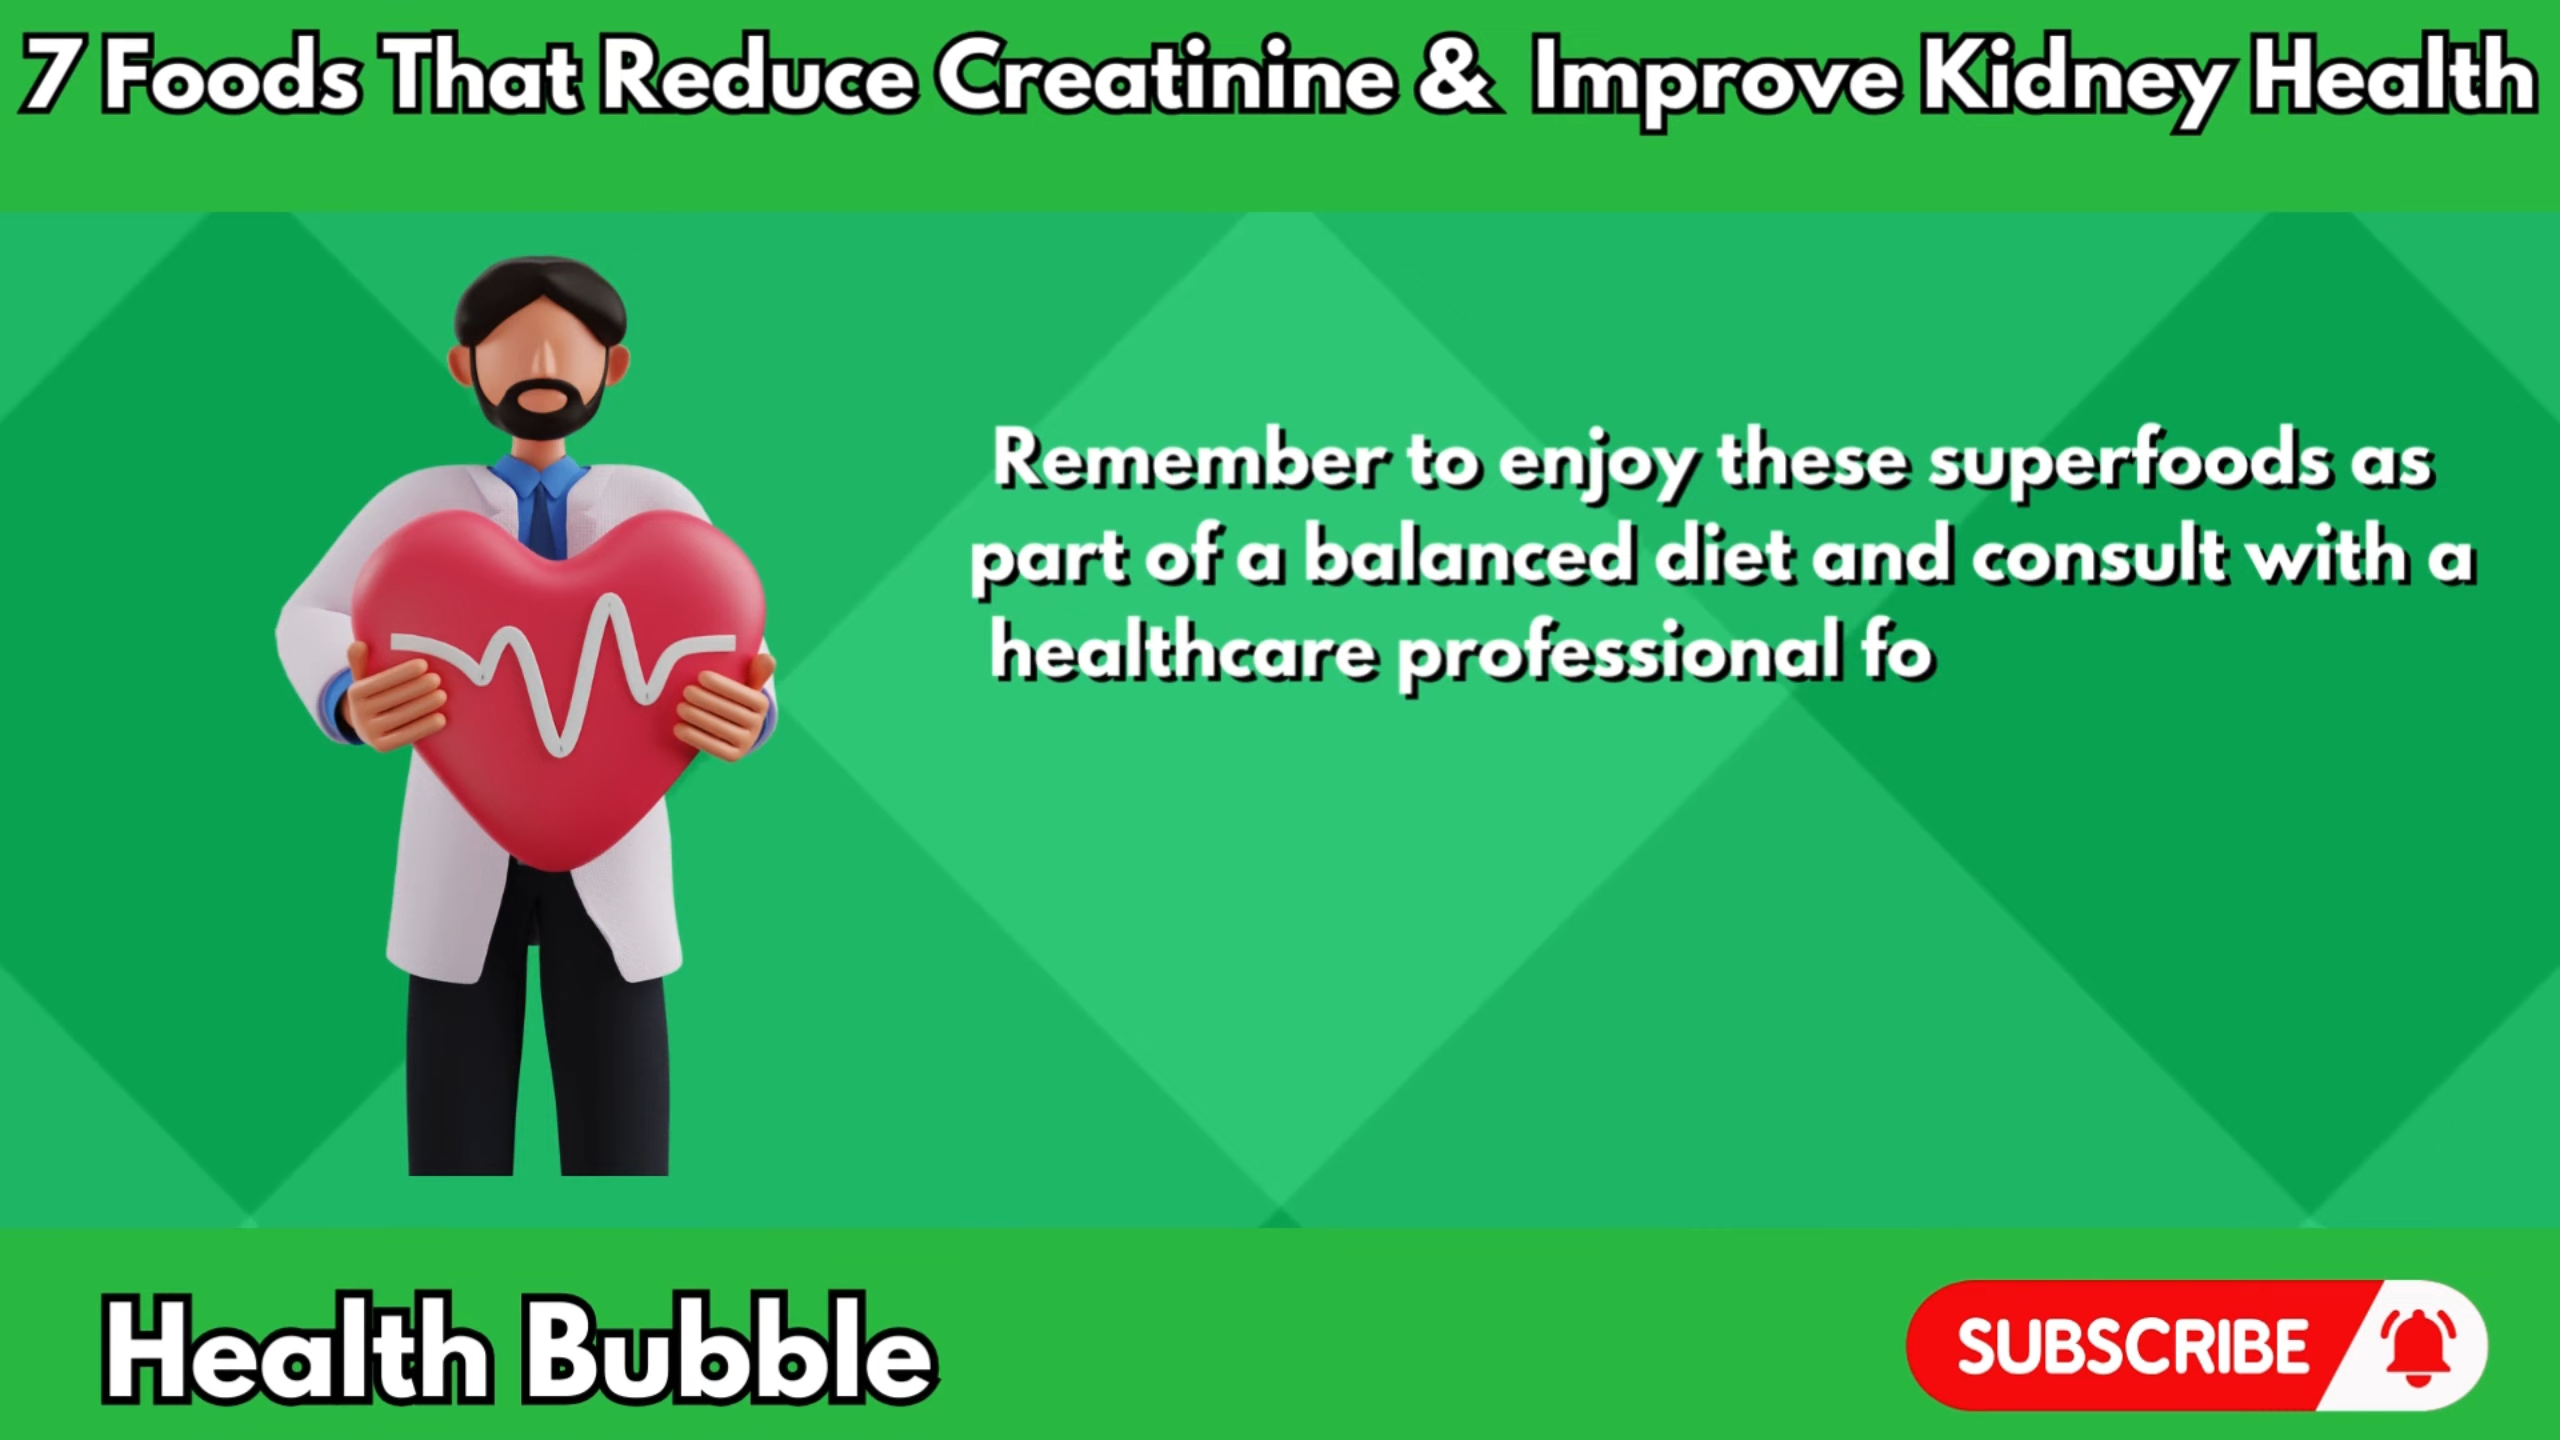 7 Foods That Reduce Creatinine & Improve Kidney Health
Remember to enjoy these superfoods as
part of a balanced diet and consult with a
healthcare professional fo
Health Bubble
SUBSCRIBE